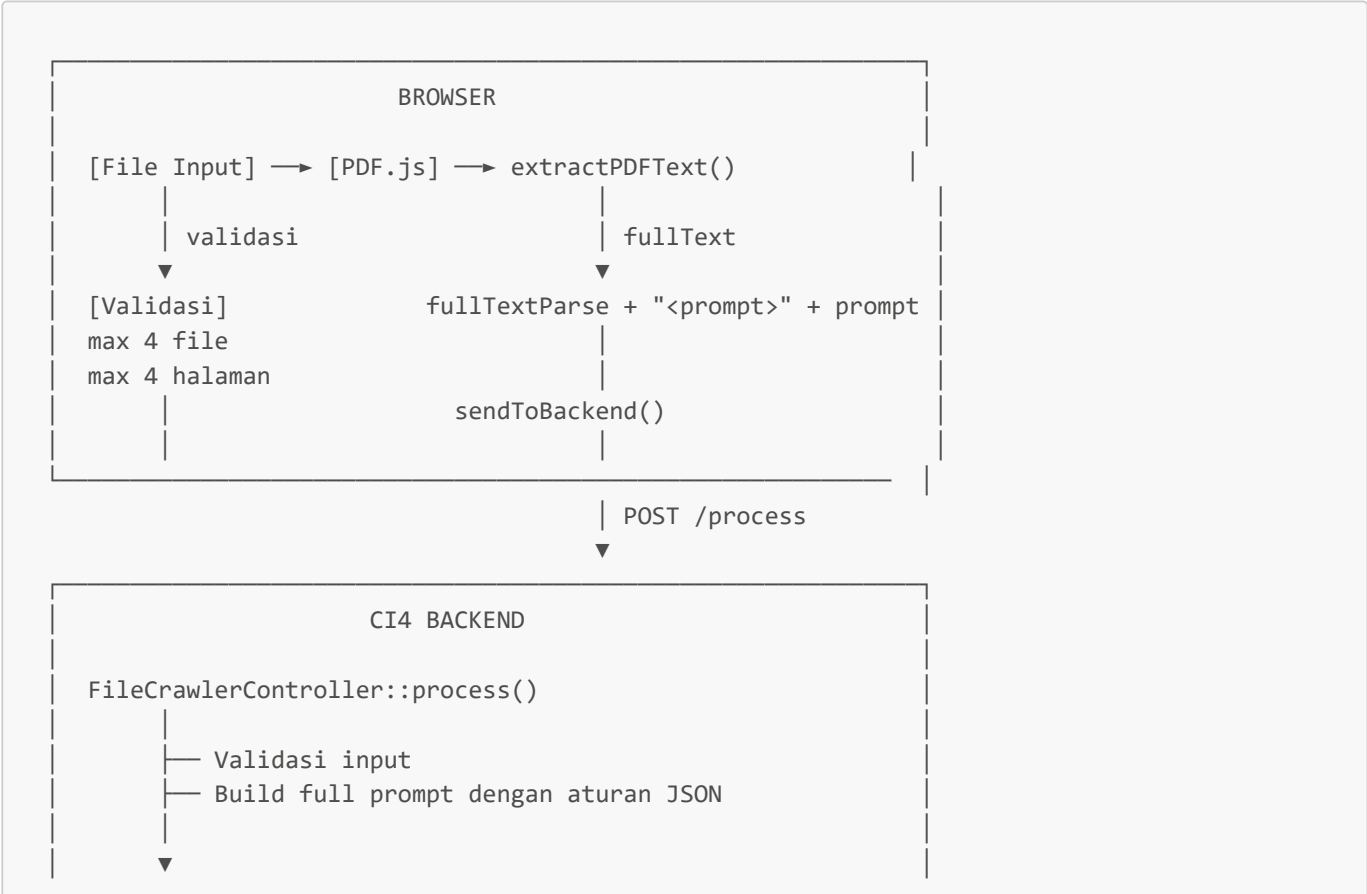 BROWSER
[File Input] ──► [PDF.js] ──► extractPDFText()
validasi fullText
[Validasi] fullTextParse + "<prompt>" + prompt
max 4 file
max 4 halaman
sendToBackend()
POST /process
CI4 BACKEND
FileCrawlerController::process()
├── Validasi input
├── Build full prompt dengan aturan JSON